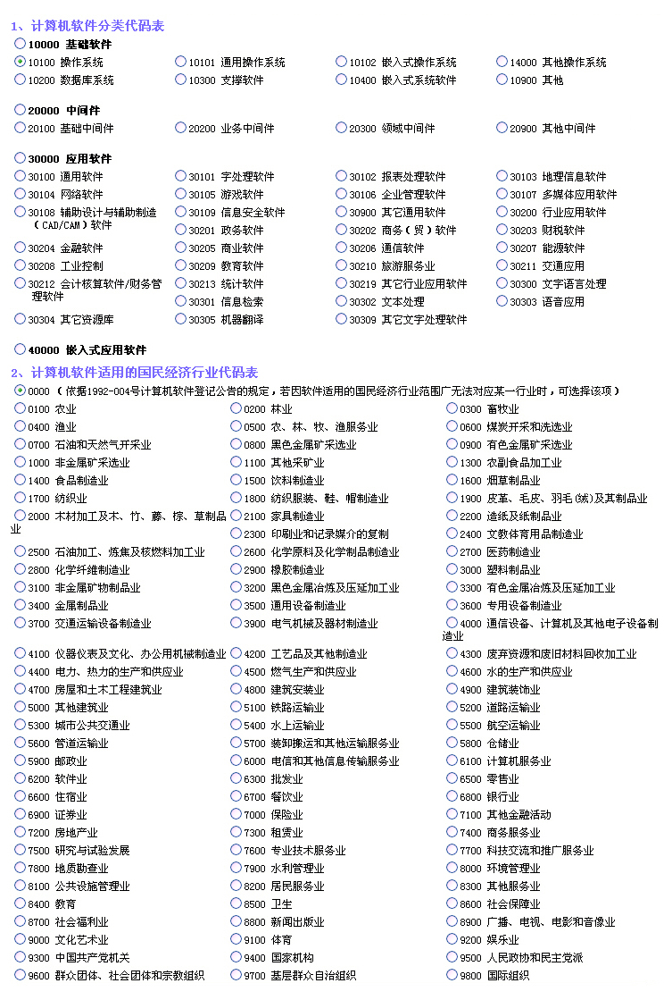 1、计算机软件分类代码表
10000 基础软件
10100 操作系统 10101 通用操作系统 10102 嵌入式操作系统 14000 其他操作系统
10200 数据库系统 10300 支撑软件 10400 嵌入式系统软件 10900 其他
20000 中间件
20100 基础中间件 20200 业务中间件 20300 领域中间件 20900 其他中间件
30000 应用软件
30100 通用软件 30101 字处理软件 30102 报表处理软件 30103 地理信息软件
30104 网络软件 30105 游戏软件 30106 企业管理软件 30107 多媒体应用软件
30108 辅助设计与辅助制造 30109 信息安全软件 30900 其它通用软件 30200 行业应用软件
（CAD/CAM）软件 30201 政务软件 30202 商务（贸）软件 30203 财税软件
30204 金融软件 30205 商业软件 30206 通信软件 30207 能源软件
30208 工业控制 30209 教育软件 30210 旅游服务业 30211 交通应用
30212 会计核算软件/财务管 30213 统计软件 30219 其它行业应用软件 30300 文字语言处理
理软件 30301 信息检索 30302 文本处理 30303 语音应用
30304 其它资源库 30305 机器翻译 30309 其它文字处理软件
40000 嵌入式应用软件
2、计算机软件适用的国民经济行业代码表
0000（依据1992-004号计算机软件登记公告的规定，若因软件适用的国民经济行业范围广无法对应某一行业时，可选择该项）
0100 农业 0200 林业 0300 畜牧业
0400 渔业 0500 农、林、牧、渔服务业 0600 煤炭开采和洗选业
0700 石油和天然气开采业 0800 黑色金属矿采选业 0900 有色金属矿采选业
1000 非金属矿采选业 1100 其他采矿业 1300 农副食品加工业
1400 食品制造业 1500 饮料制造业 1600 烟草制品业
1700 纺织业 1800 纺织服装、鞋、帽制造业 1900 皮革、毛皮、羽毛(绒)及其制品业
2000 木材加工及木、竹、藤、棕、草制品 2100 家具制造业 2200 造纸及纸制品业
业 2300 印刷业和记录媒介的复制 2400 文教体育用品制造业
2500 石油加工、炼焦及核燃料加工业 2600 化学原料及化学制品制造业 2700 医药制造业
2800 化学纤维制造业 2900 橡胶制造业 3000 塑料制品业
3100 非金属矿物制品业 3200 黑色金属冶炼及压延加工业 3300 有色金属冶炼及压延加工业
3400 金属制品业 3500 通用设备制造业 3600 专用设备制造业
3700 交通运输设备制造业 3900 电气机械及器材制造业 4000 通信设备、计算机及其他电子设备制
造业
4100 仪器仪表及文化、办公用机械制造业 4200 工艺品及其他制造业 4300 废弃资源和废旧材料回收加工业
4400 电力、热力的生产和供应业 4500 燃气生产和供应业 4600 水的生产和供应业
4700 房屋和土木工程建筑业 4800 建筑安装业 4900 建筑装饰业
5000 其他建筑业 5100 铁路运输业 5200 道路运输业
5300 城市公共交通业 5400 水上运输业 5500 航空运输业
5600 管道运输业 5700 装卸搬运和其他运输服务业 5800 仓储业
5900 邮政业 6000 电信和其他信息传输服务业 6100 计算机服务业
6200 软件业 6300 批发业 6500 零售业
6600 住宿业 6700 餐饮业 6800 银行业
6900 证券业 7000 保险业 7100 其他金融活动
7200 房地产业 7300 租赁业 7400 商务服务业
7500 研究与试验发展 7600 专业技术服务业 7700 科技交流和推广服务业
7800 地质勘查业 7900 水利管理业 8000 环境管理业
8100 公共设施管理业 8200 居民服务业 8300 其他服务业
8400 教育 8500 卫生 8600 社会保障业
8700 社会福利业 8800 新闻出版业 8900 广播、电视、电影和音像业
9000 文化艺术业 9100 体育 9200 娱乐业
9300 中国共产党机关 9400 国家机构 9500 人民政协和民主党派
9600 群众团体、社会团体和宗教组织 9700 基层群众自治组织 9800 国际组织